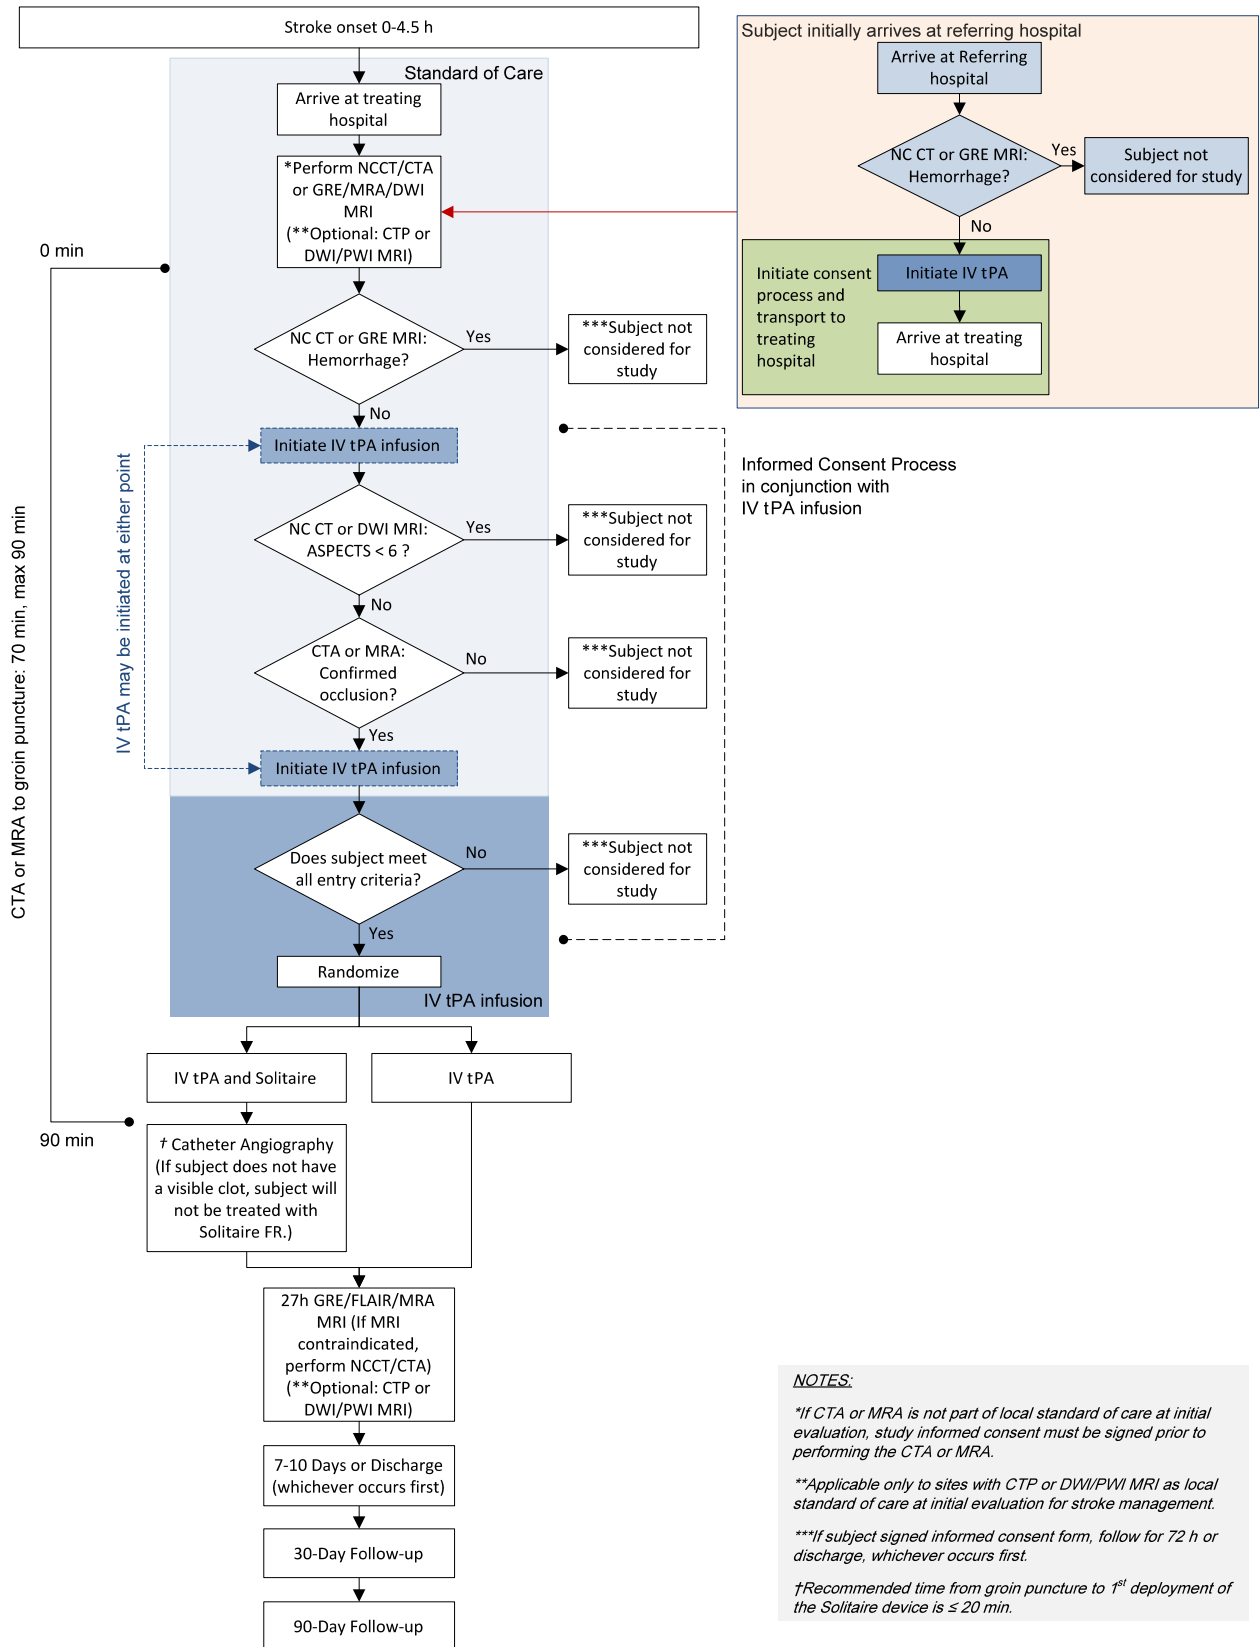 Stroke onset 0-4.5 h
Standard of Care
Arrive at treating
hospital
*Perform NCCT/CTA
or GRE/MRA/DWI
MRI
(**Optional: CTP or
DWI/PWI MRI)
0 min
NC CT or GRE MRI:
Hemorrhage?
Yes
***Subject not
considered for
study
No
Initiate IV tPA infusion
NC CT or DWI MRI:
ASPECTS < 6 ?
Yes
***Subject not
considered for
study
No
CTA or MRA:
Confirmed
occlusion?
No
***Subject not
considered for
study
Yes
Initiate IV tPA infusion
Does subject meet
all entry criteria?
No
***Subject not
considered for
study
Yes
Randomize
IV tPA infusion
IV tPA may be initiated at either point
CTA or MRA to groin puncture: 70 min, max 90 min
Informed Consent Process
in conjunction with
IV tPA infusion
Subject initially arrives at referring hospital
Arrive at Referring
hospital
NC CT or GRE MRI:
Hemorrhage?
Yes
Subject not
considered for study
No
Initiate consent
process and
transport to
treating
hospital
Initiate IV tPA
Arrive at treating
hospital
IV tPA and Solitaire
IV tPA
90 min
† Catheter Angiography
(If subject does not have
a visible clot, subject will
not be treated with
Solitaire FR.)
27h GRE/FLAIR/MRA
MRI (If MRI
contraindicated,
perform NCCT/CTA)
(**Optional: CTP or
DWI/PWI MRI)
7-10 Days or Discharge
(whichever occurs first)
30-Day Follow-up
90-Day Follow-up
NOTES:
*If CTA or MRA is not part of local standard of care at initial
evaluation, study informed consent must be signed prior to
performing the CTA or MRA.
**Applicable only to sites with CTP or DWI/PWI MRI as local
standard of care at initial evaluation for stroke management.
***If subject signed informed consent form, follow for 72 h or
discharge, whichever occurs first.
†Recommended time from groin puncture to 1st deployment of
the Solitaire device is ≤ 20 min.